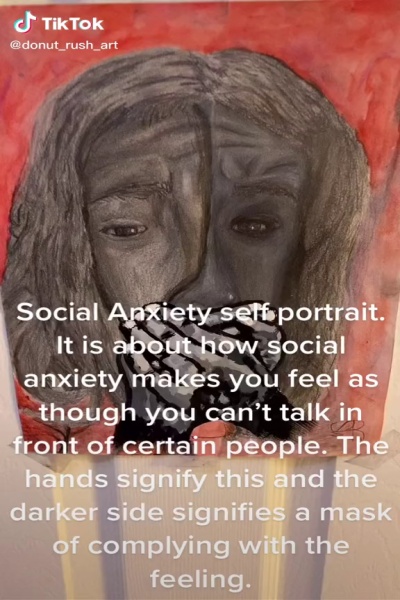 TikTok
@donut_rush_art
Social Anxiety self portrait.
It is about how social
anxiety makes you feel as
though you can't talk in
front of certain people. The
hands signify this and the
darker side signifies a mask
of complying with the
feeling.